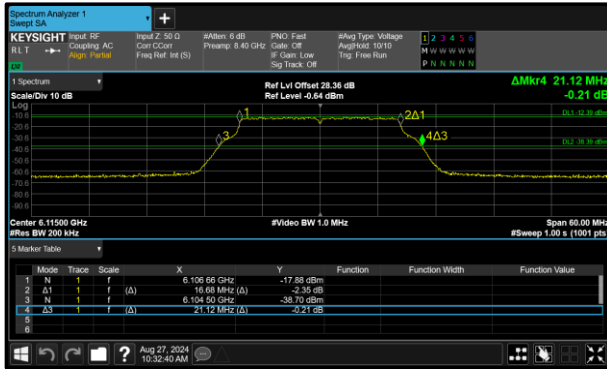 Spectrum Analyzer 1
Swept SA
KEYSIGHT
RLT
Input: RF
Coupling: AC
Align: Partial
Input Z: 50 Ω
Corr CCorr
Freq Ref: Int (S)
#Atten: 6 dB
Preamp: 8.40 GHz
PNO: Fast
Gate: Off
IF Gain: Low
Sig Track: Off
#Avg Type: Voltage
Avg|Hold: 10/10
Trig: Free Run
1 2 3 4 5 6
M W W W W W
P N N N N N
1 Spectrum
Scale/Div 10 dB
Ref Lvl Offset 28.36 dB
Ref Level -0.64 dBm
ΔMkr4 21.12 MHz
-0.21 dB
Log
-10.6
-20.6
-30.6
-40.6
-50.6
-60.6
-70.6
-80.6
-90.6
1
2Δ1
3
4Δ3
DL1 -12.39 dBm
DL2 -38.39 dBm
Center 6.11500 GHz
#Video BW 1.0 MHz
Span 60.00 MHz
#Res BW 200 kHz
#Sweep 1.00 s (1001 pts)
5 Marker Table
Mode Trace Scale X Y Function Function Width Function Value
1 N 1 f 6.106 66 GHz -17.88 dBm
2 Δ1 1 f (Δ) 16.68 MHz (Δ) -2.35 dB
3 N 1 f 6.104 50 GHz -38.70 dBm
4 Δ3 1 f (Δ) 21.12 MHz (Δ) -0.21 dB
5
6
?
Aug 27, 2024
10:32:40 AM